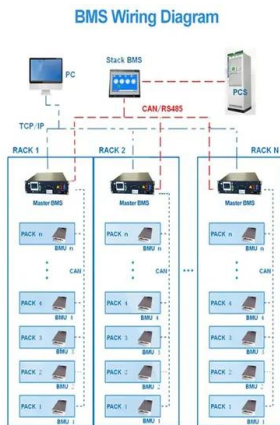 BMS Wiring Diagram
PC
Stack BMS
PCS
CAN/RS485
TCP/IP
RACK 1
RACK 2
RACK N
Master BMS
Master BMS
Master BMS
PACK n
BMU n
PACK n
BMU n
PACK n
BMU n
CAN
CAN
CAN
PACK 4
BMU 4
PACK 4
BMU 4
PACK 4
BMU 4
PACK 3
BMU 3
PACK 3
BMU 3
PACK 3
BMU 3
PACK 2
BMU 2
PACK 2
BMU 2
PACK 2
BMU 2
PACK 1
BMU 1
PACK 1
BMU 1
PACK 1
BMU 1